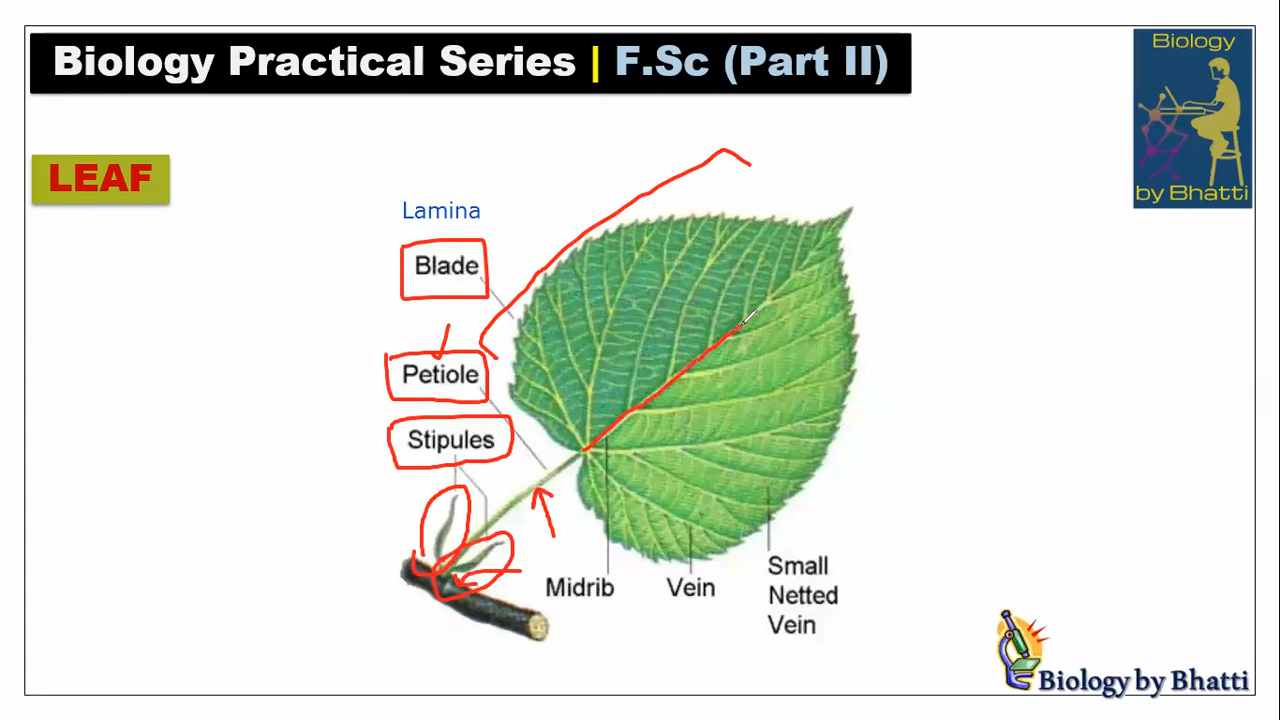 Biology Practical Series | F.Sc (Part II)
Biology
by Bhatti
LEAF
Lamina
Blade
Petiole
Stipules
Midrib
Vein
Small
Netted
Vein
Biology by Bhatti